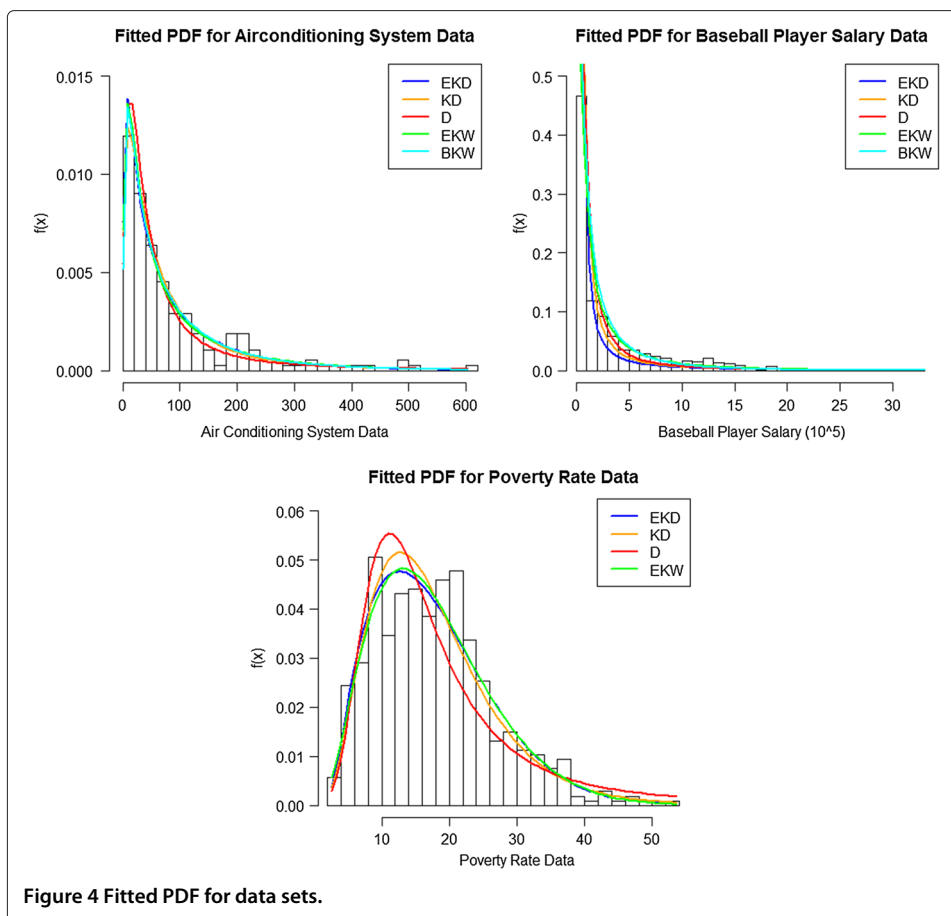 Fitted PDF for Airconditioning System Data
EKD
KD
D
EKW
BKW
0.015
0.010
0.005
0.000
f(x)
0 100 200 300 400 500 600
Air Conditioning System Data
Fitted PDF for Baseball Player Salary Data
EKD
KD
D
EKW
BKW
0.5
0.4
0.3
0.2
0.1
0.0
f(x)
0 5 10 15 20 25 30
Baseball Player Salary (10^5)
Fitted PDF for Poverty Rate Data
EKD
KD
D
EKW
0.06
0.05
0.04
0.03
0.02
0.01
0.00
f(x)
10 20 30 40 50
Poverty Rate Data
Figure 4 Fitted PDF for data sets.